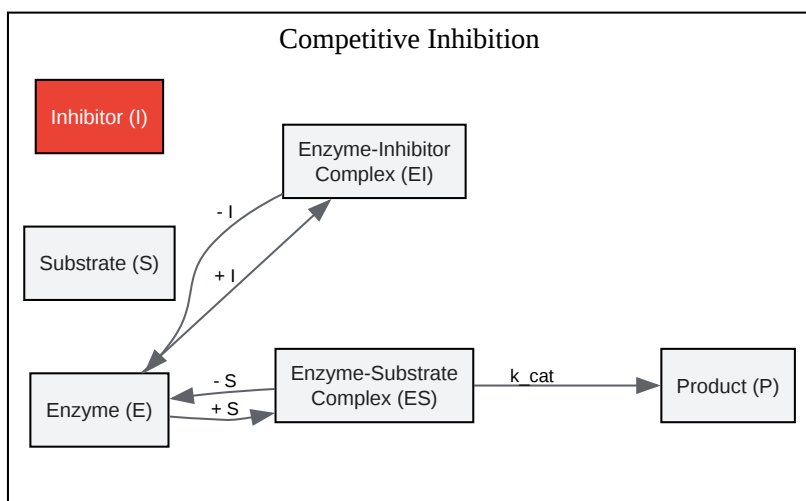 Competitive Inhibition
Inhibitor (I)
Enzyme-Inhibitor
Complex (EI)
- I
Substrate (S)
+ I
Enzyme (E)
- S
+ S
Enzyme-Substrate
Complex (ES)
k_cat
Product (P)